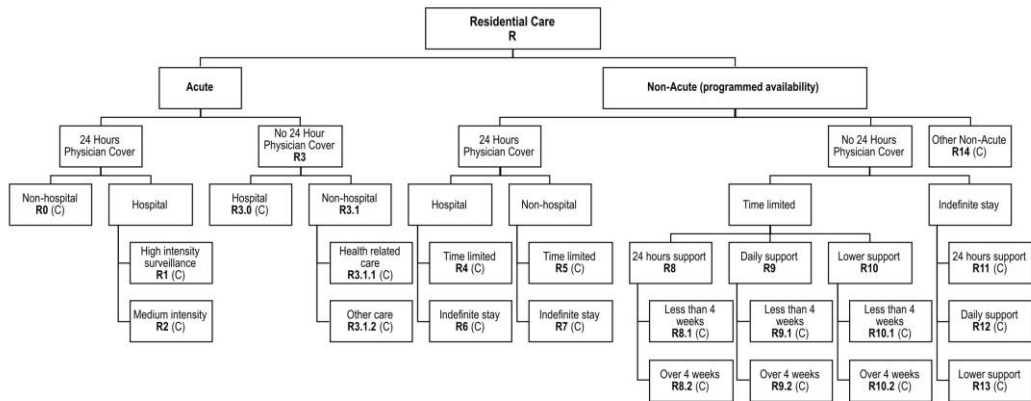 Residential Care
R
Acute
Non-Acute (programmed availability)
24 Hours
Physician Cover
No 24 Hour
Physician Cover
R3
24 Hours
Physician Cover
No 24 Hours
Physician Cover
Other Non-Acute
R14 (C)
Non-hospital
R0 (C)
Hospital
Hospital
R3.0 (C)
Non-hospital
R3.1
Hospital
Non-hospital
Time limited
Indefinite stay
High intensity
surveillance
R1 (C)
Health related
care
R3.1.1 (C)
Time limited
R4 (C)
Time limited
R5 (C)
24 hours support
R8
Daily support
R9
Lower support
R10
24 hours support
R11 (C)
Medium intensity
R2 (C)
Other care
R3.1.2 (C)
Indefinite stay
R6 (C)
Indefinite stay
R7 (C)
Less than 4
weeks
R8.1 (C)
Less than 4
weeks
R9.1 (C)
Less than 4
weeks
R10.1 (C)
Daily support
R12 (C)
Over 4 weeks
R8.2 (C)
Over 4 weeks
R9.2 (C)
Over 4 weeks
R10.2 (C)
Lower support
R13 (C)